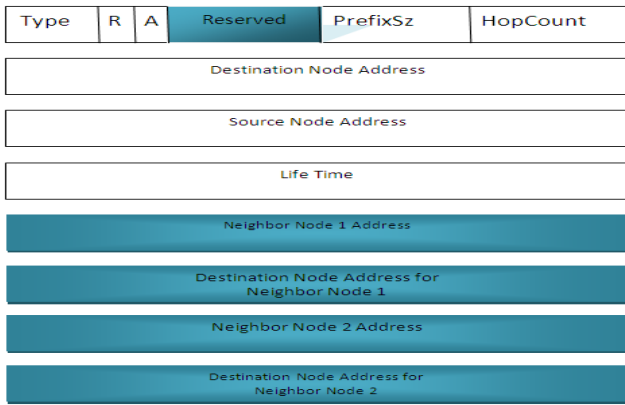 Type R A Reserved PrefixSz HopCount
Destination Node Address
Source Node Address
Life Time
Neighbor Node 1 Address
Destination Node Address for
Neighbor Node 1
Neighbor Node 2 Address
Destination Node Address for
Neighbor Node 2